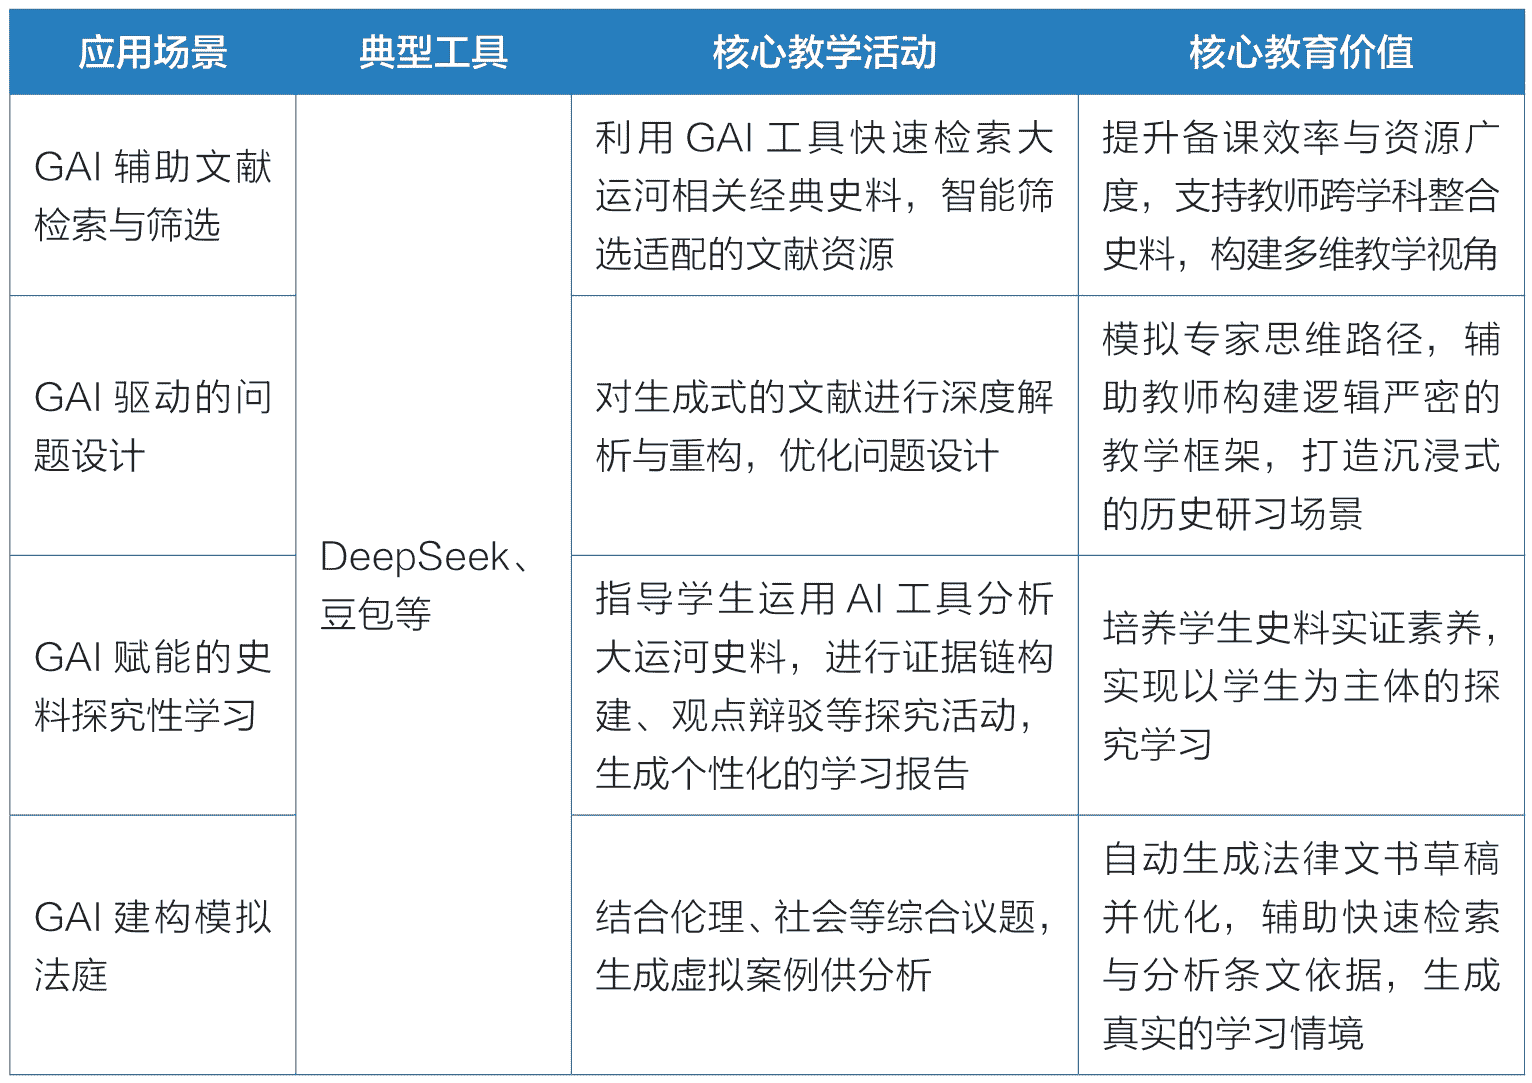 应用场景
典型工具
核心教学活动
核心教育价值
GAI 辅助文献
检索与筛选
DeepSeek、
豆包等
利用 GAI 工具快速检索大
运河相关经典史料，智能筛
选适配的文献资源
提升备课效率与资源广
度，支持教师跨学科整合
史料，构建多维教学视角
GAI 驱动的问
题设计
对生成式的文献进行深度解
析与重构，优化问题设计
模拟专家思维路径，辅
助教师构建逻辑严密的
教学框架，打造沉浸式
的历史研习场景
GAI 赋能的史
料探究性学习
指导学生运用 AI 工具分析
大运河史料，进行证据链构
建、观点辩驳等探究活动，
生成个性化的学习报告
培养学生史料实证素养，
实现以学生为主体的探
究学习
GAI 建构模拟
法庭
结合伦理、社会等综合议题，
生成虚拟案例供分析
自动生成法律文书草稿
并优化，辅助快速检索
与分析条文依据，生成
真实的学习情境